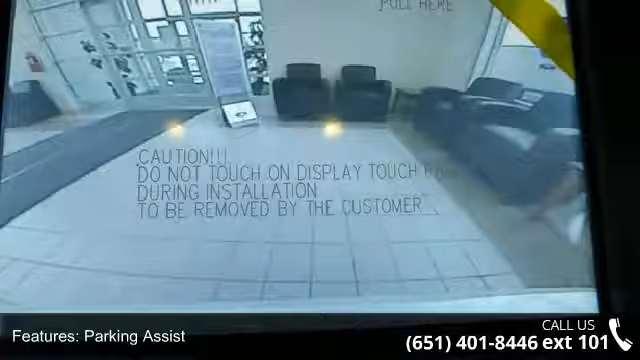 PULL HERE
CAUTION!!!
DO NOT TOUCH ON DISPLAY TOUCH
DURING INSTALLATION
TO BE REMOVED BY THE CUSTOMER
Features: Parking Assist
CALL US
(651) 401-8446 ext 101